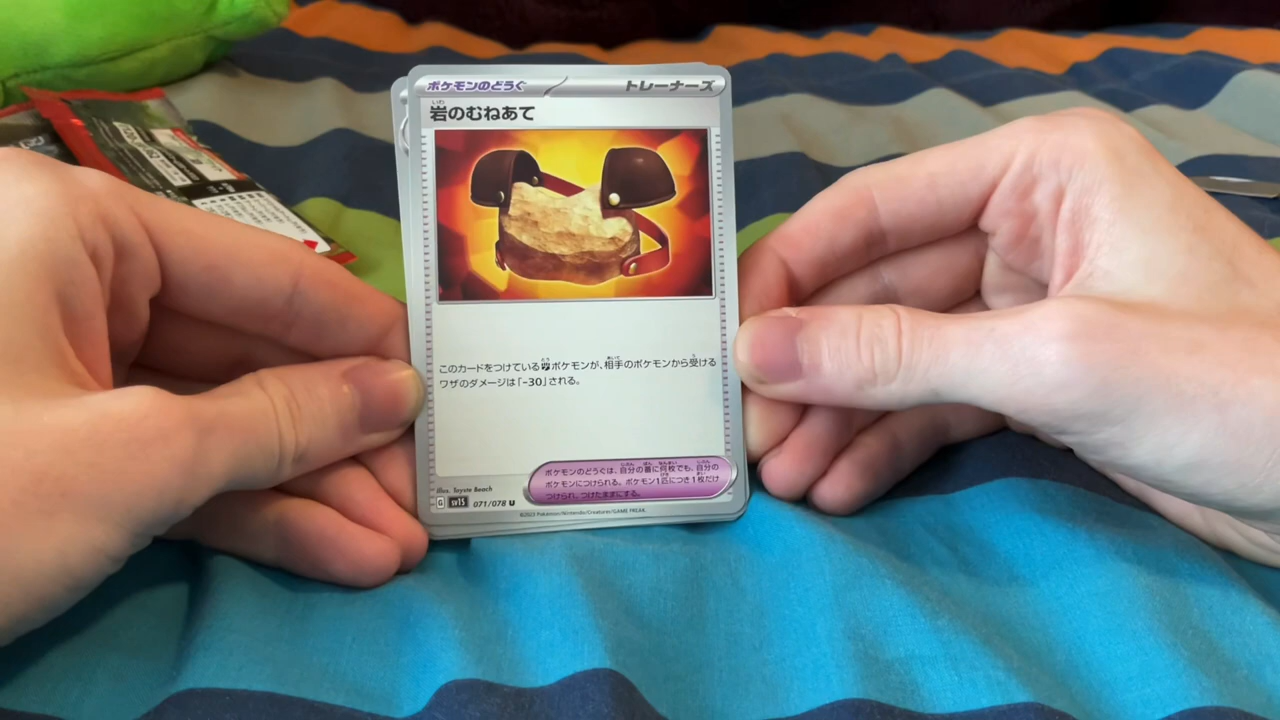 ポケモンのどうぐ
トレーナーズ
いわ
岩のむねあて
このカードをつけているポケモンが、相手のポケモンから受ける
ワザのダメージは「-30」される。
ポケモンのどうぐは、自分の番に何枚でも、自分の
ポケモンにつけられる。ポケモン1匹につき1枚だけ
つけられ、つけたままにする。
Illus. Toyste Beach
G sv1S 071/078 U
©2023 Pokémon/Nintendo/Creatures/GAME FREAK.